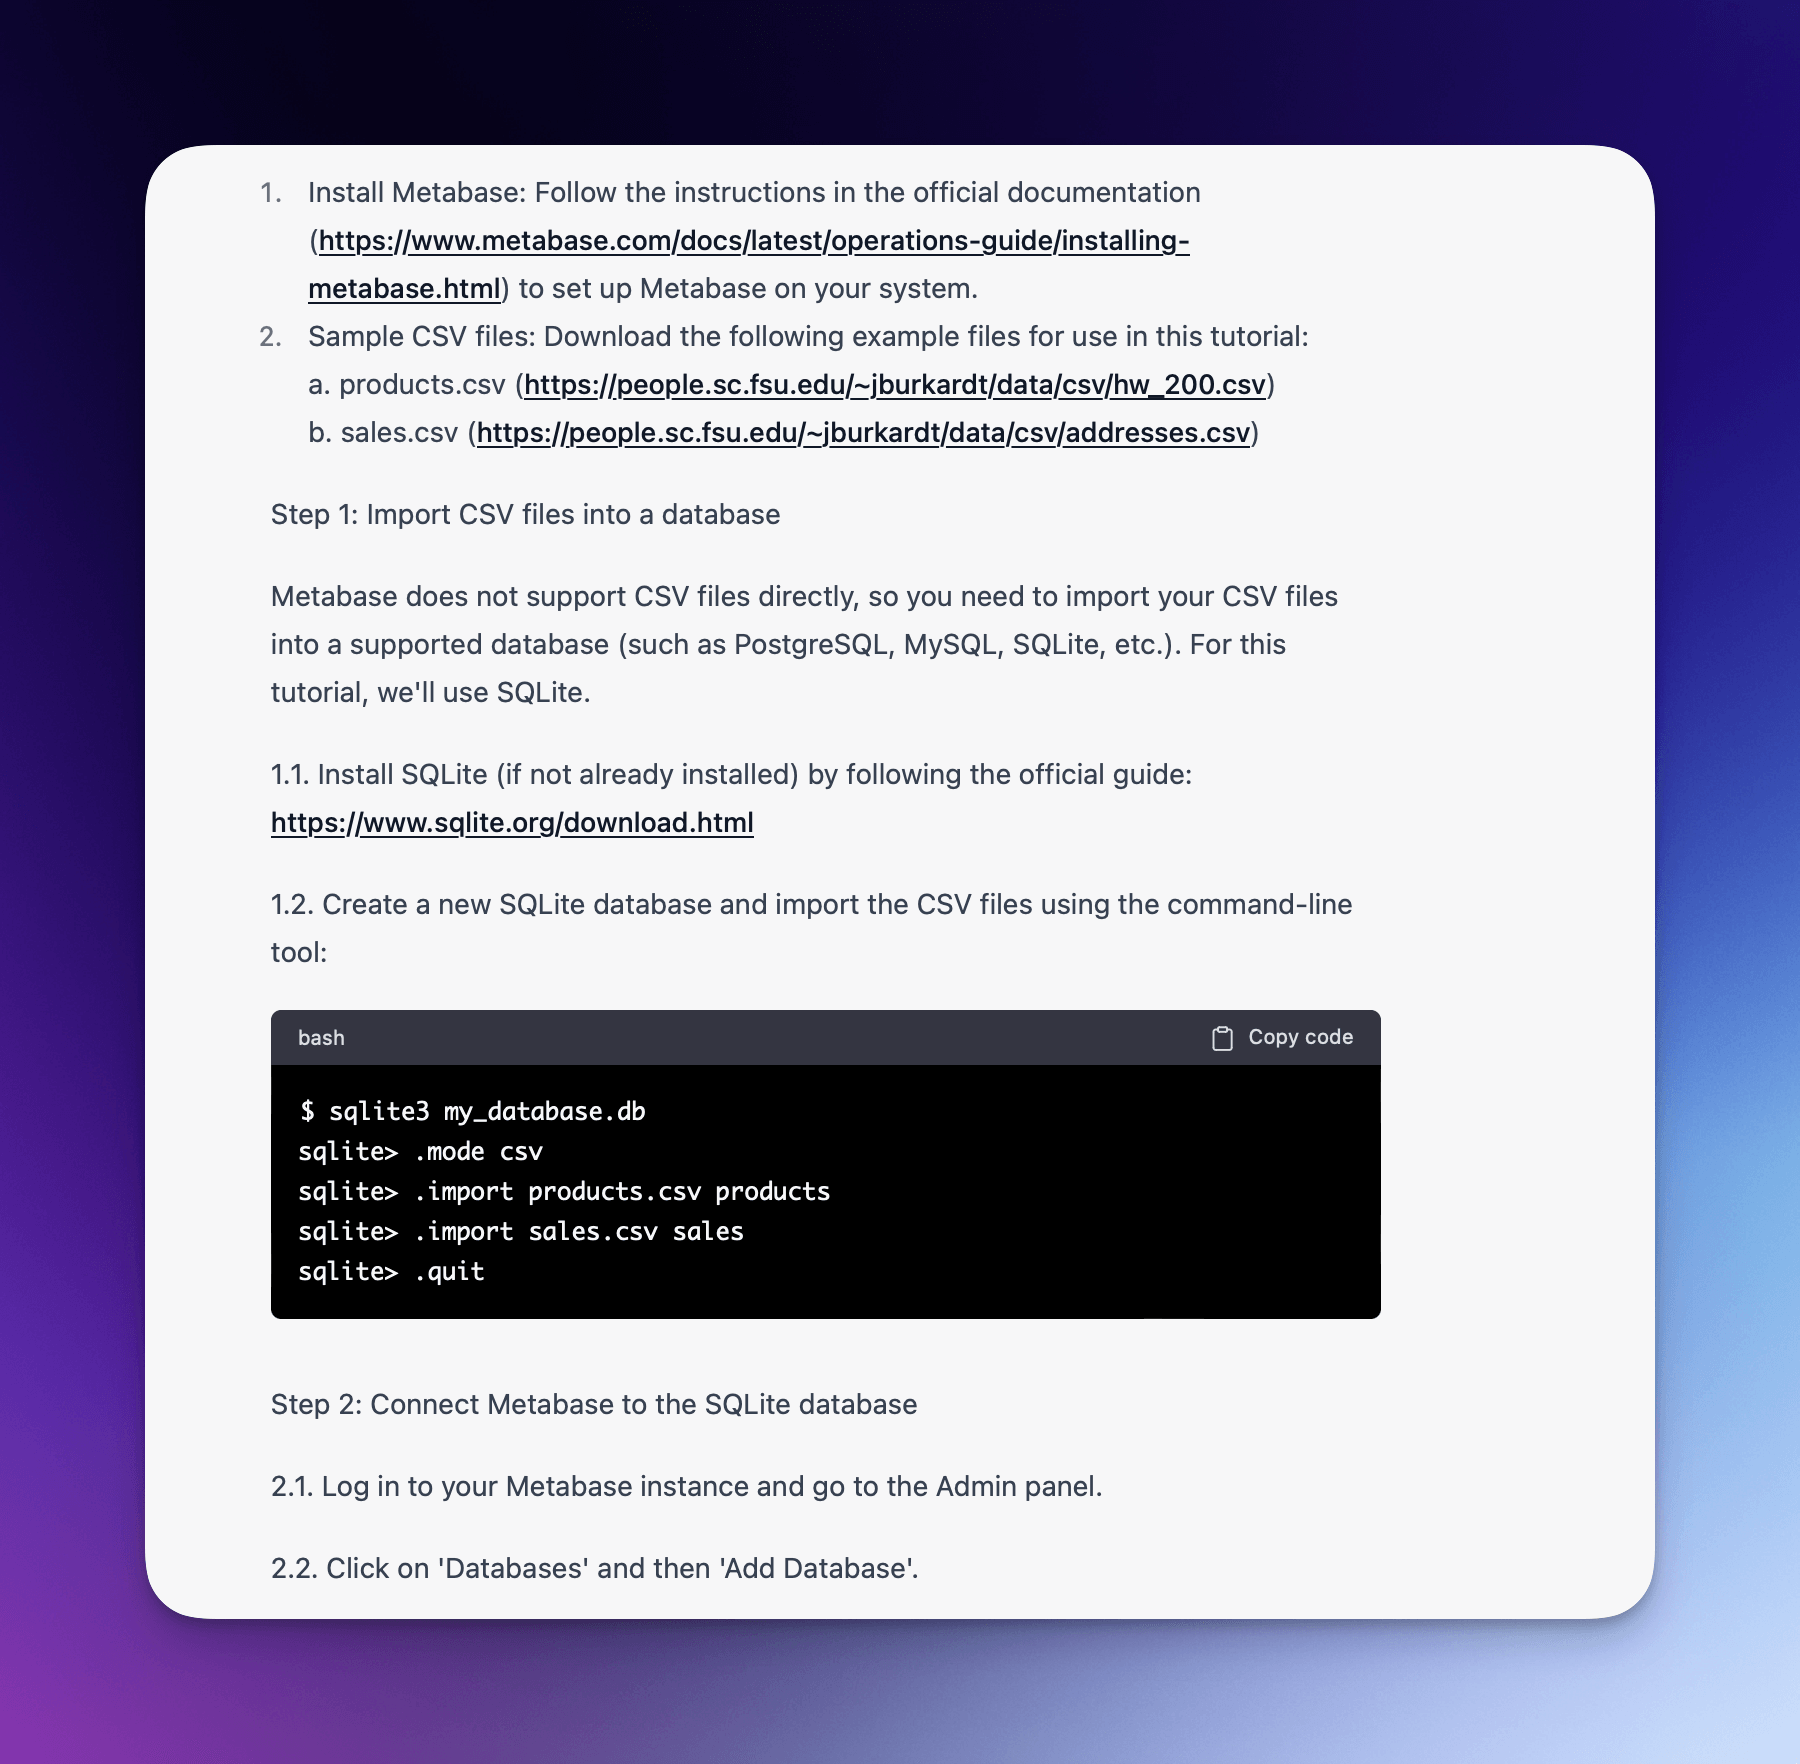 1. Install Metabase: Follow the instructions in the official documentation
(https://www.metabase.com/docs/latest/operations-guide/installing-
metabase.html) to set up Metabase on your system.
2. Sample CSV files: Download the following example files for use in this tutorial:
a. products.csv (https://people.sc.fsu.edu/~jburkardt/data/csv/hw_200.csv)
b. sales.csv (https://people.sc.fsu.edu/~jburkardt/data/csv/addresses.csv)
Step 1: Import CSV files into a database
Metabase does not support CSV files directly, so you need to import your CSV files
into a supported database (such as PostgreSQL, MySQL, SQLite, etc.). For this
tutorial, we'll use SQLite.
1.1. Install SQLite (if not already installed) by following the official guide:
https://www.sqlite.org/download.html
1.2. Create a new SQLite database and import the CSV files using the command-line
tool:
bash Copy code
$ sqlite3 my_database.db
sqlite> .mode csv
sqlite> .import products.csv products
sqlite> .import sales.csv sales
sqlite> .quit
Step 2: Connect Metabase to the SQLite database
2.1. Log in to your Metabase instance and go to the Admin panel.
2.2. Click on 'Databases' and then 'Add Database'.